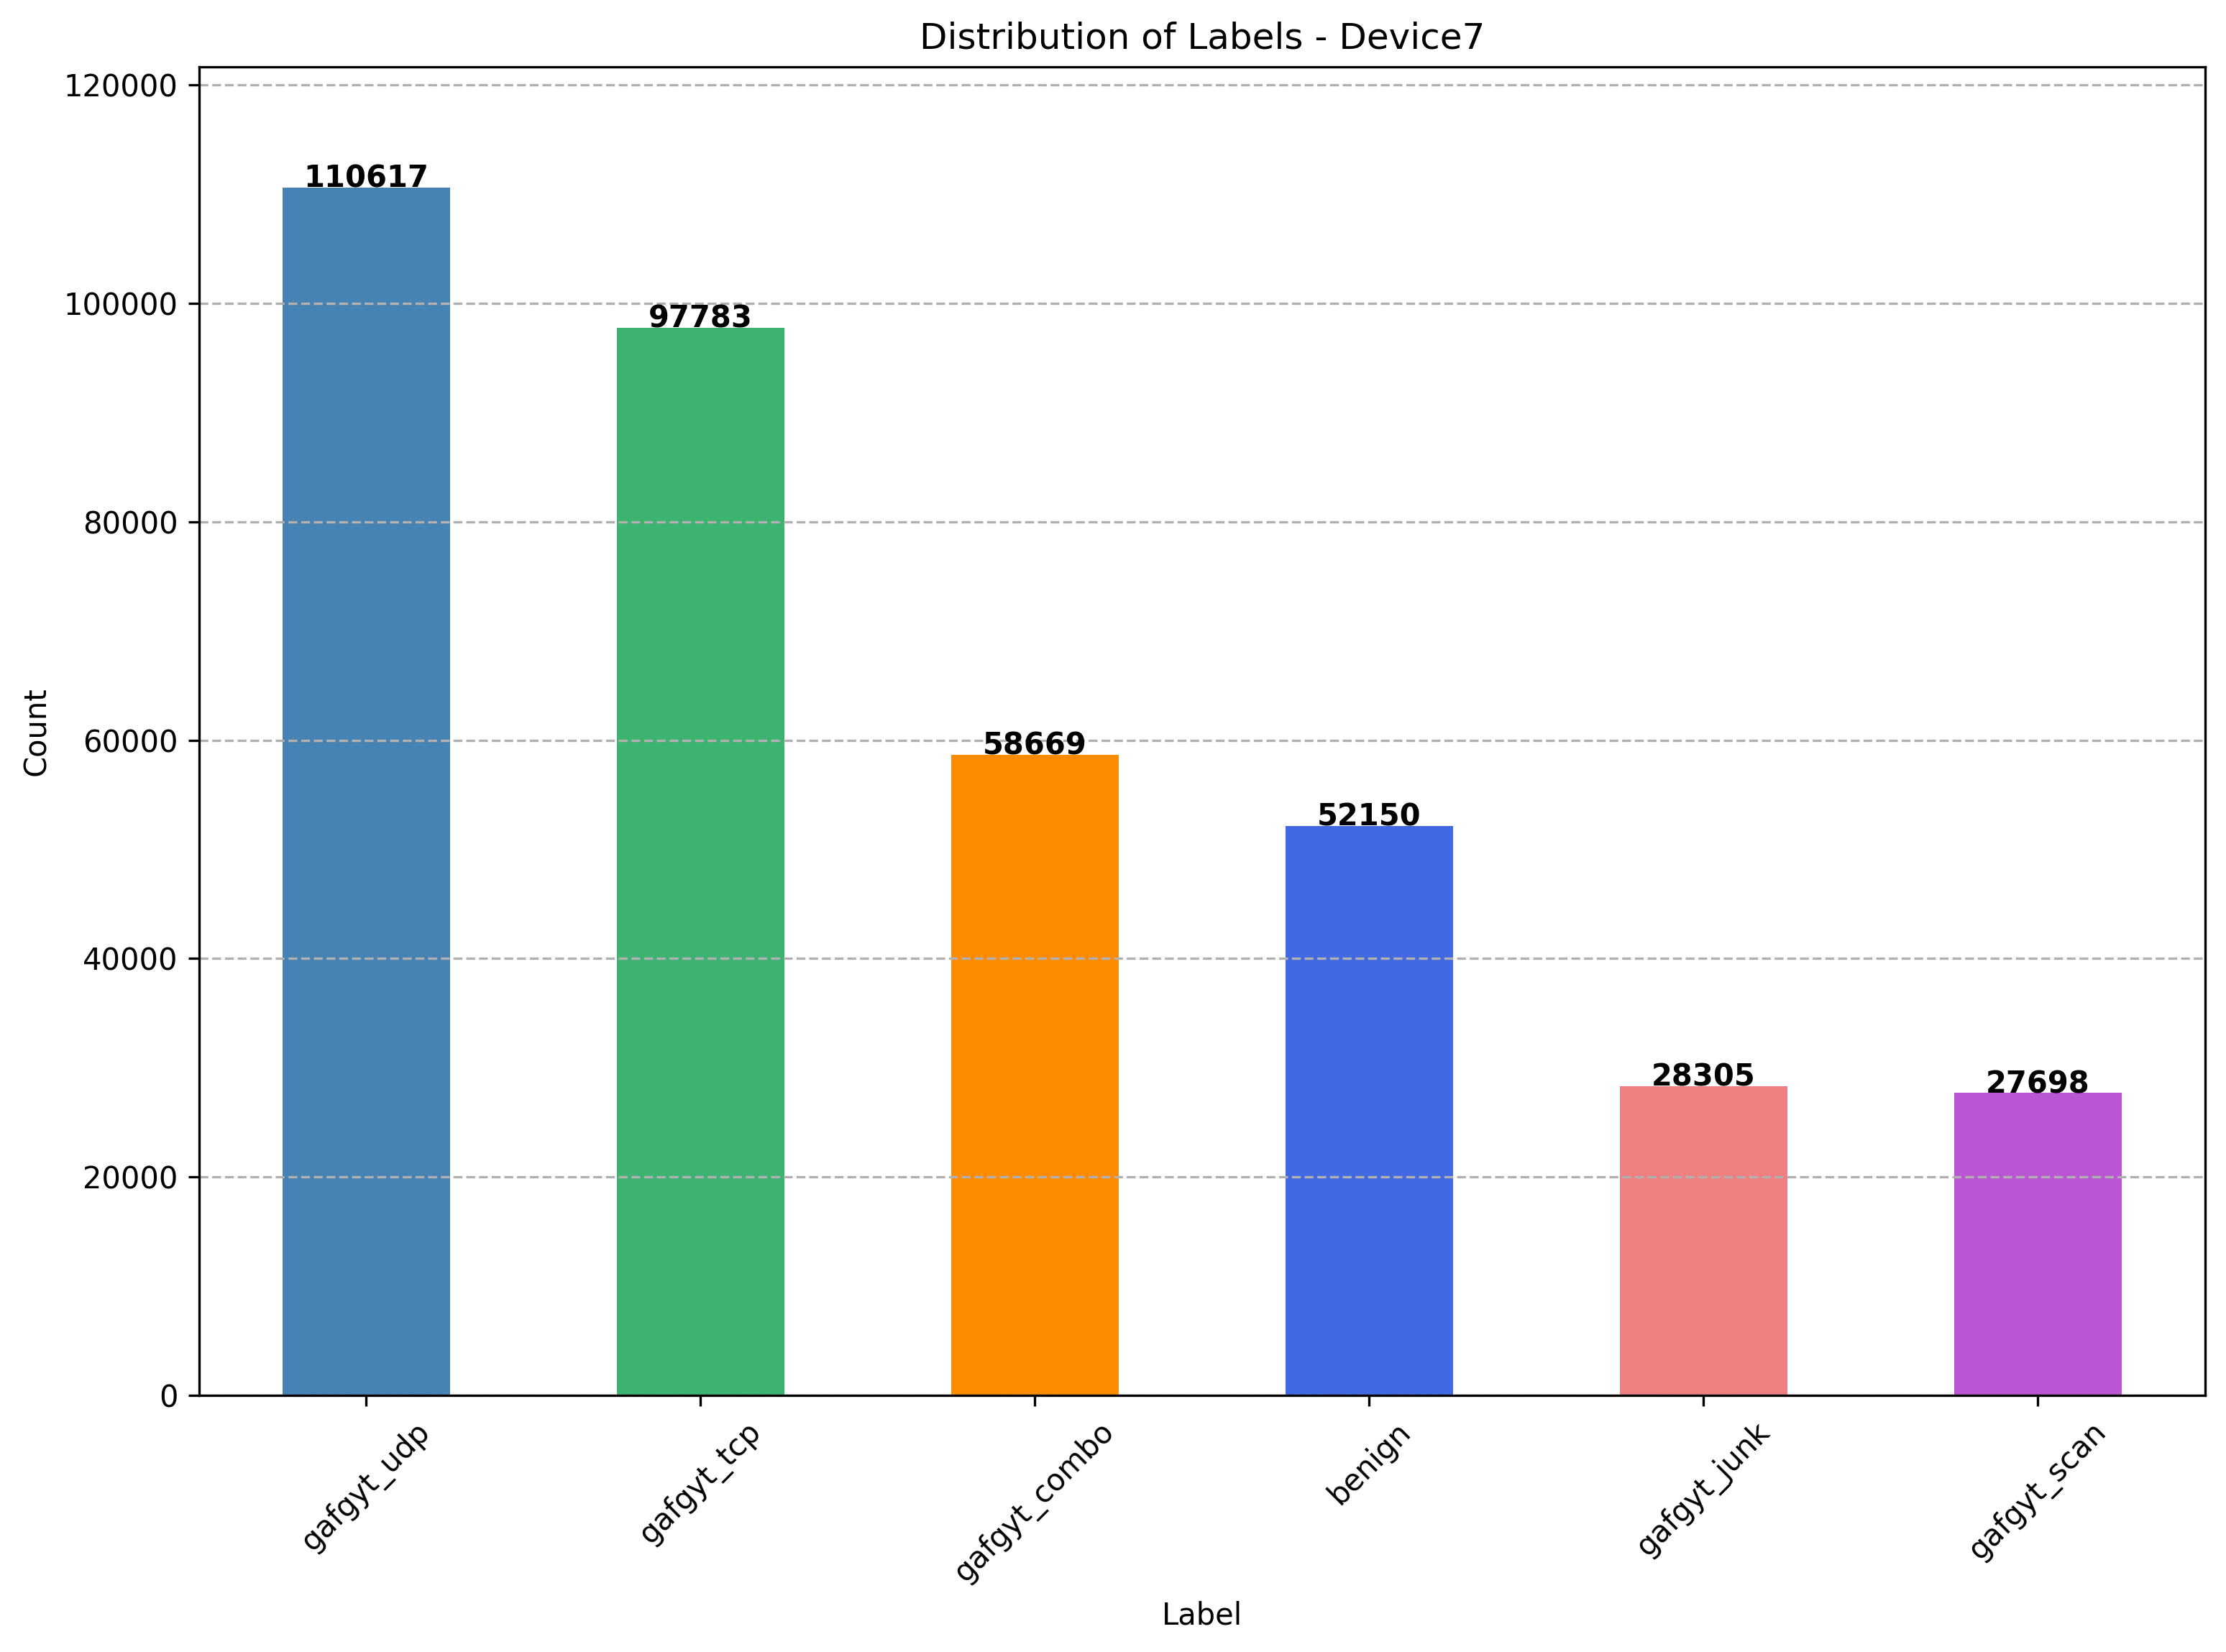 Distribution of Labels - Device7
120000
100000
80000
60000
40000
20000
0
Count
110617
97783
58669
52150
28305
27698
gafgyt_udp
gafgyt_tcp
gafgyt_combo
benign
gafgyt_junk
gafgyt_scan
Label